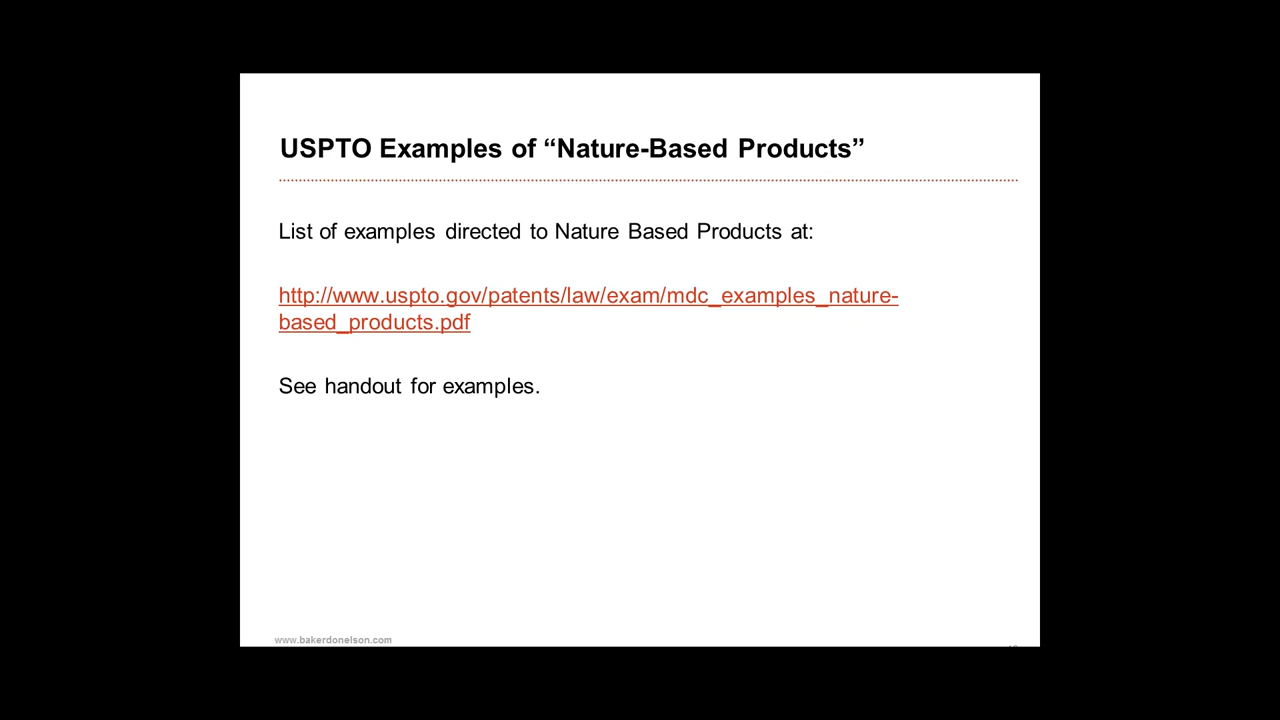 USPTO Examples of “Nature-Based Products”
List of examples directed to Nature Based Products at:
http://www.uspto.gov/patents/law/exam/mdc_examples_nature-
based_products.pdf
See handout for examples.
www.bakerdonelson.com